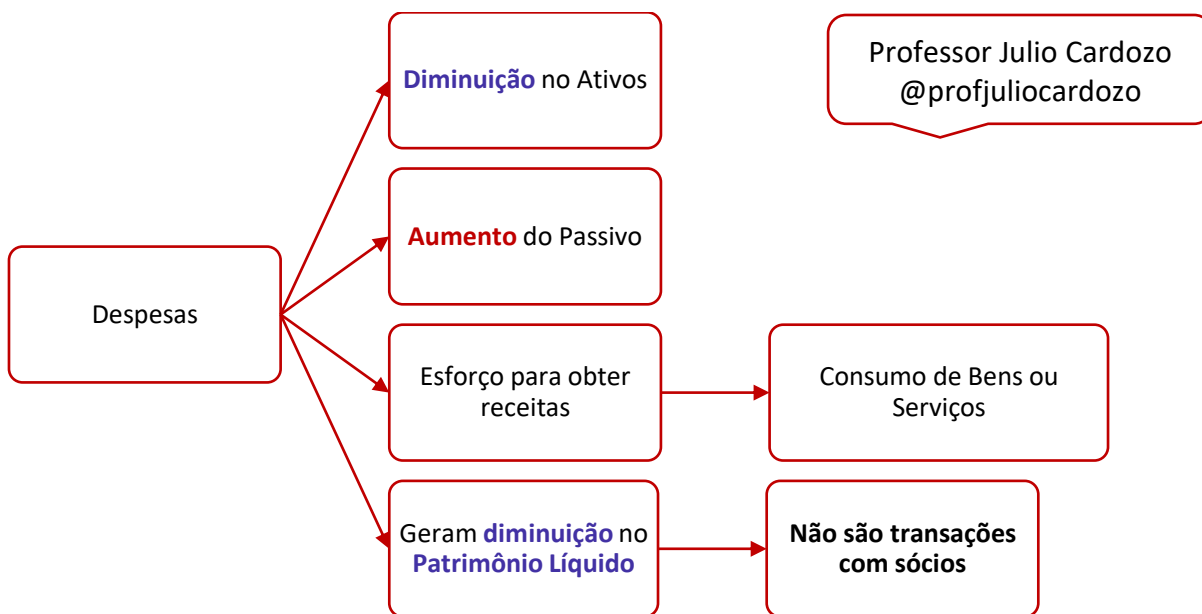 Diminuição no Ativos
Professor Julio Cardozo
@profjuliocardozo
Aumento do Passivo
Despesas
Esforço para obter
receitas
Consumo de Bens ou
Serviços
Geram diminuição no
Patrimônio Líquido
Não são transações
com sócios